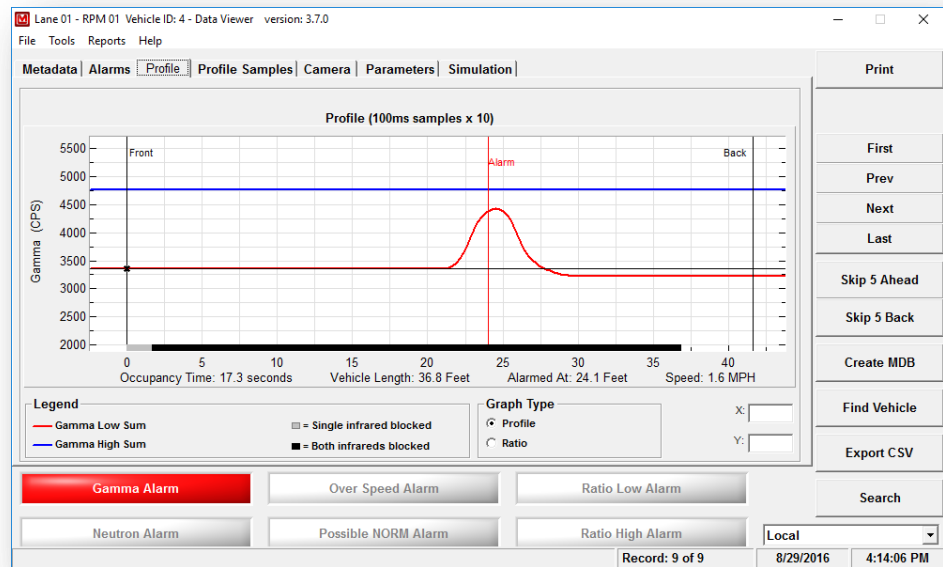 Lane 01 - RPM 01 Vehicle ID: 4 - Data Viewer version: 3.7.0
File Tools Reports Help
Metadata Alarms Profile Profile Samples Camera Parameters Simulation
Print
First
Prev
Next
Last
Skip 5 Ahead
Skip 5 Back
Create MDB
Find Vehicle
Export CSV
Search
Profile (100ms samples x 10)
Gamma (CPS)
5500
5000
4500
4000
3500
3000
2500
2000
Front
Alarm
Back
0 5 10 15 20 25 30 35 40
Occupancy Time: 17.3 seconds Vehicle Length: 36.8 Feet Alarmed At: 24.1 Feet Speed: 1.6 MPH
Legend
Gamma Low Sum
Gamma High Sum
= Single infrared blocked
= Both infrareds blocked
Graph Type
Profile
Ratio
X:
Y:
Gamma Alarm Over Speed Alarm Ratio Low Alarm
Neutron Alarm Possible NORM Alarm Ratio High Alarm
Local
Record: 9 of 9 8/29/2016 4:14:06 PM